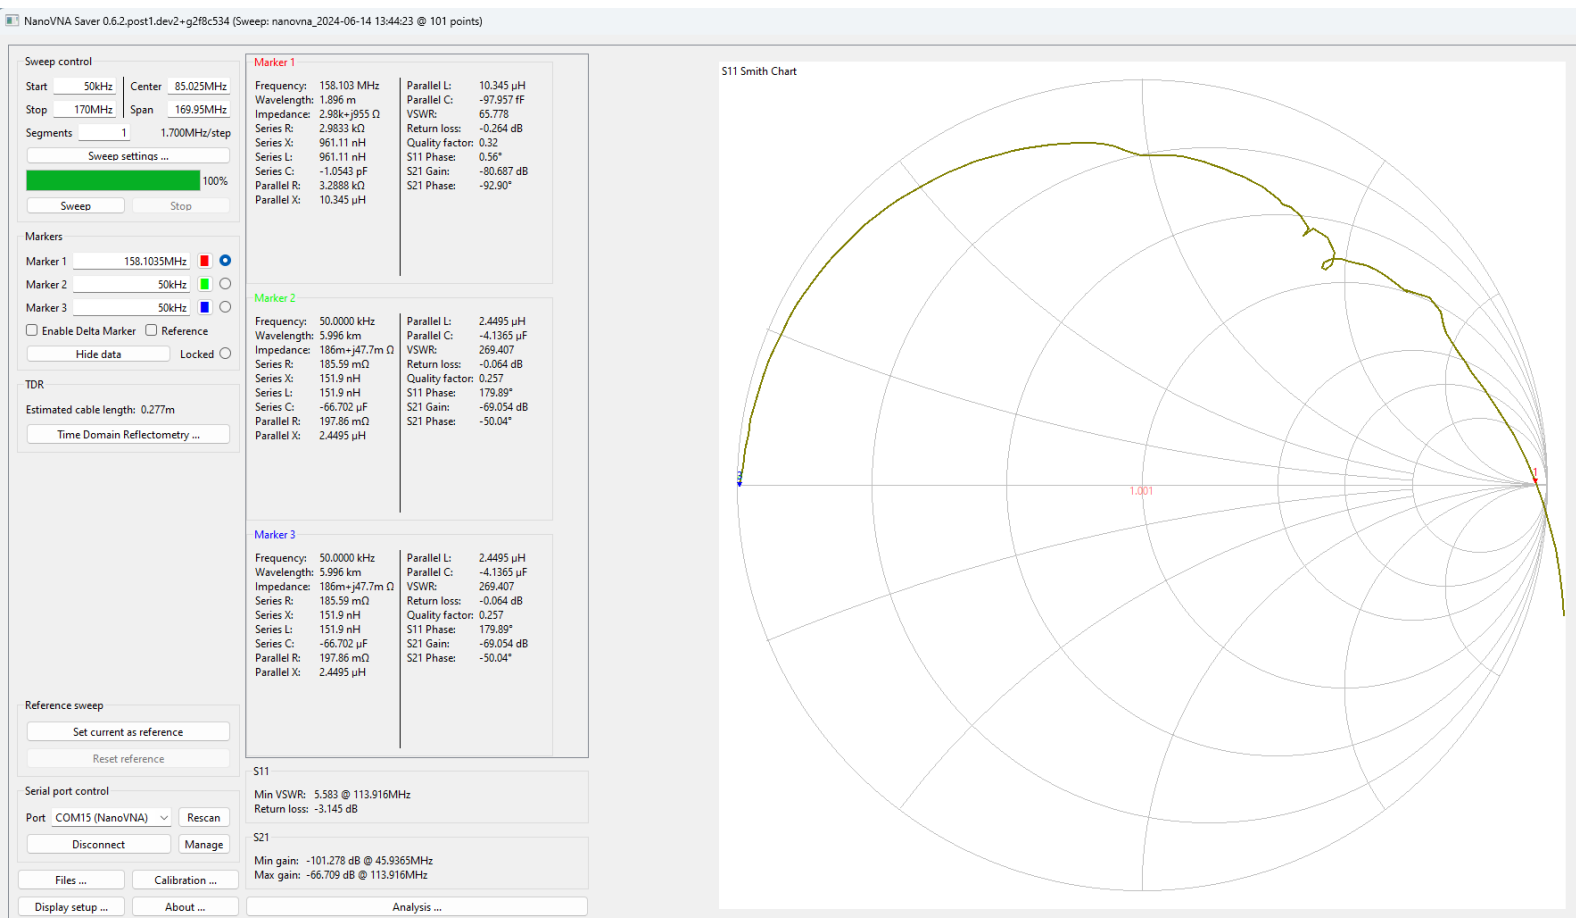 NanoVNA Saver 0.6.2.post1.dev2+g2f8c534 (Sweep: nanovna_2024-06-14 13:44:23 @ 101 points)
Sweep control
Start 50kHz Center 85.025MHz
Stop 170MHz Span 169.95MHz
Segments 1 1.700MHz/step
Sweep settings ...
100%
Sweep Stop
Markers
Marker 1 158.1035MHz
Marker 2 50kHz
Marker 3 50kHz
Enable Delta Marker Reference
Hide data Locked
TDR
Estimated cable length: 0.277m
Time Domain Reflectometry ...
Reference sweep
Set current as reference
Reset reference
Serial port control
Port COM15 (NanoVNA) Rescan
Disconnect Manage
Files ... Calibration ...
Display setup ... About ...
Marker 1
Frequency: 158.103 MHz Parallel L: 10.345 µH
Wavelength: 1.896 m Parallel C: -97.957 fF
Impedance: 2.98k+j955 Ω VSWR: 65.778
Series R: 2.9833 kΩ Return loss: -0.264 dB
Series X: 961.11 nH Quality factor: 0.32
Series L: 961.11 nH S11 Phase: 0.56°
Series C: -1.0543 pF S21 Gain: -80.687 dB
Parallel R: 3.2888 kΩ S21 Phase: -92.90°
Parallel X: 10.345 µH
Marker 2
Frequency: 50.0000 kHz Parallel L: 2.4495 µH
Wavelength: 5.996 km Parallel C: -4.1365 µF
Impedance: 186m+j47.7m Ω VSWR: 269.407
Series R: 185.59 mΩ Return loss: -0.064 dB
Series X: 151.9 nH Quality factor: 0.257
Series L: 151.9 nH S11 Phase: 179.89°
Series C: -66.702 µF S21 Gain: -69.054 dB
Parallel R: 197.86 mΩ S21 Phase: -50.04°
Parallel X: 2.4495 µH
Marker 3
Frequency: 50.0000 kHz Parallel L: 2.4495 µH
Wavelength: 5.996 km Parallel C: -4.1365 µF
Impedance: 186m+j47.7m Ω VSWR: 269.407
Series R: 185.59 mΩ Return loss: -0.064 dB
Series X: 151.9 nH Quality factor: 0.257
Series L: 151.9 nH S11 Phase: 179.89°
Series C: -66.702 µF S21 Gain: -69.054 dB
Parallel R: 197.86 mΩ S21 Phase: -50.04°
Parallel X: 2.4495 µH
S11
Min VSWR: 5.583 @ 113.916MHz
Return loss: -3.145 dB
S21
Min gain: -101.278 dB @ 45.9365MHz
Max gain: -66.709 dB @ 113.916MHz
Analysis ...
S11 Smith Chart
1
1.001